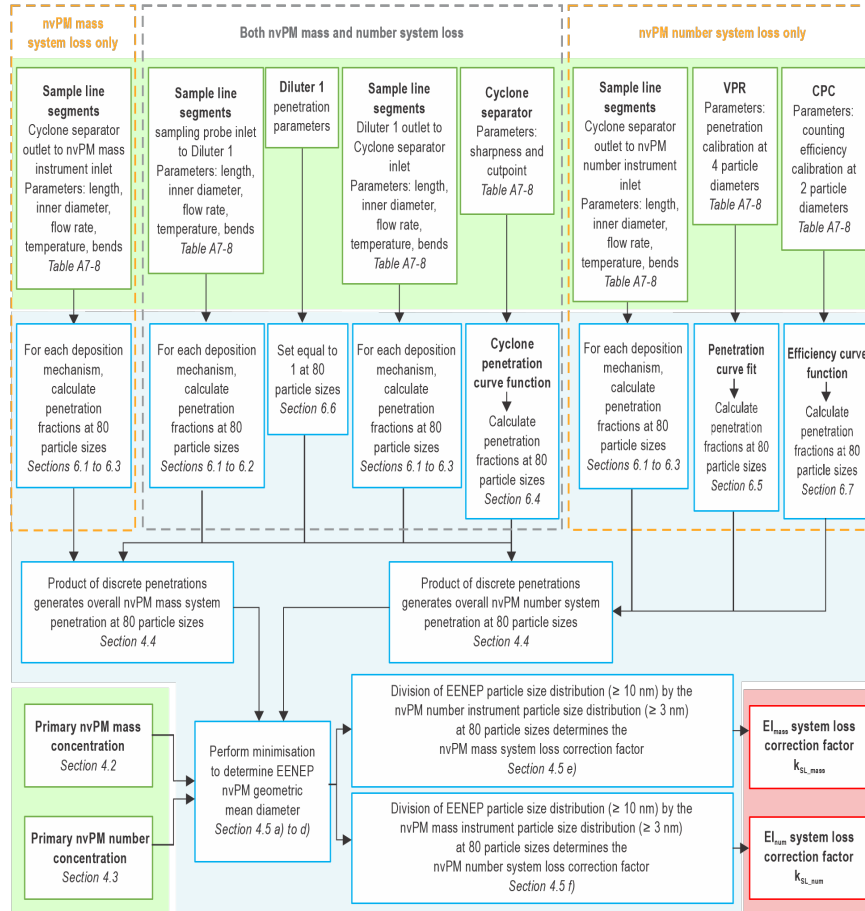 nvPM mass
system loss only
Both nvPM mass and number system loss
nvPM number system loss only
Sample line
segments
Cyclone separator
outlet to nvPM mass
instrument inlet
Parameters: length,
inner diameter,
flow rate,
temperature, bends
Table A7-8
Sample line
segments
sampling probe inlet
to Diluter 1
Parameters: length,
inner diameter,
flow rate,
temperature, bends
Table A7-8
Diluter 1
penetration
parameters
Sample line
segments
Diluter 1 outlet to
Cyclone separator
inlet
Parameters: length,
inner diameter,
flow rate,
temperature, bends
Table A7-8
Cyclone
separator
Parameters:
sharpness and
cutpoint
Table A7-8
Sample line
segments
Cyclone separator
outlet to nvPM
number instrument
inlet
Parameters: length,
inner diameter,
flow rate,
temperature, bends
Table A7-8
VPR
Parameters:
penetration
calibration at
4 particle
diameters
Table A7-8
CPC
Parameters:
counting
efficiency
calibration at
2 particle
diameters
Table A7-8
For each deposition
mechanism,
calculate
penetration
fractions at 80
particle sizes
Sections 6.1 to 6.3
For each deposition
mechanism,
calculate
penetration
fractions at 80
particle sizes
Sections 6.1 to 6.2
Set equal to
1 at 80
particle sizes
Section 6.6
For each deposition
mechanism,
calculate
penetration
fractions at 80
particle sizes
Sections 6.1 to 6.3
Cyclone
penetration
curve function
Calculate
penetration
fractions at 80
particle sizes
Section 6.4
For each deposition
mechanism,
calculate
penetration
fractions at 80
particle sizes
Sections 6.1 to 6.3
Penetration
curve fit
Calculate
penetration
fractions at 80
particle sizes
Section 6.5
Efficiency curve
function
Calculate
penetration
fractions at 80
particle sizes
Section 6.7
Product of discrete penetrations
generates overall nvPM mass system
penetration at 80 particle sizes
Section 4.4
Product of discrete penetrations
generates overall nvPM number system
penetration at 80 particle sizes
Section 4.4
Primary nvPM mass
concentration
Section 4.2
Primary nvPM number
concentration
Section 4.3
Perform minimisation
to determine EENEP
nvPM geometric
mean diameter
Section 4.5 a) to d)
Division of EENEP particle size distribution (≥ 10 nm) by the
nvPM number instrument particle size distribution (≥ 3 nm)
at 80 particle sizes determines the
nvPM mass system loss correction factor
Section 4.5 e)
Division of EENEP particle size distribution (≥ 10 nm) by the
nvPM mass instrument particle size distribution (≥ 3 nm)
at 80 particle sizes determines the
nvPM number system loss correction factor
Section 4.5 f)
EImass system loss
correction factor
kSL_mass
EInum system loss
correction factor
kSL_num